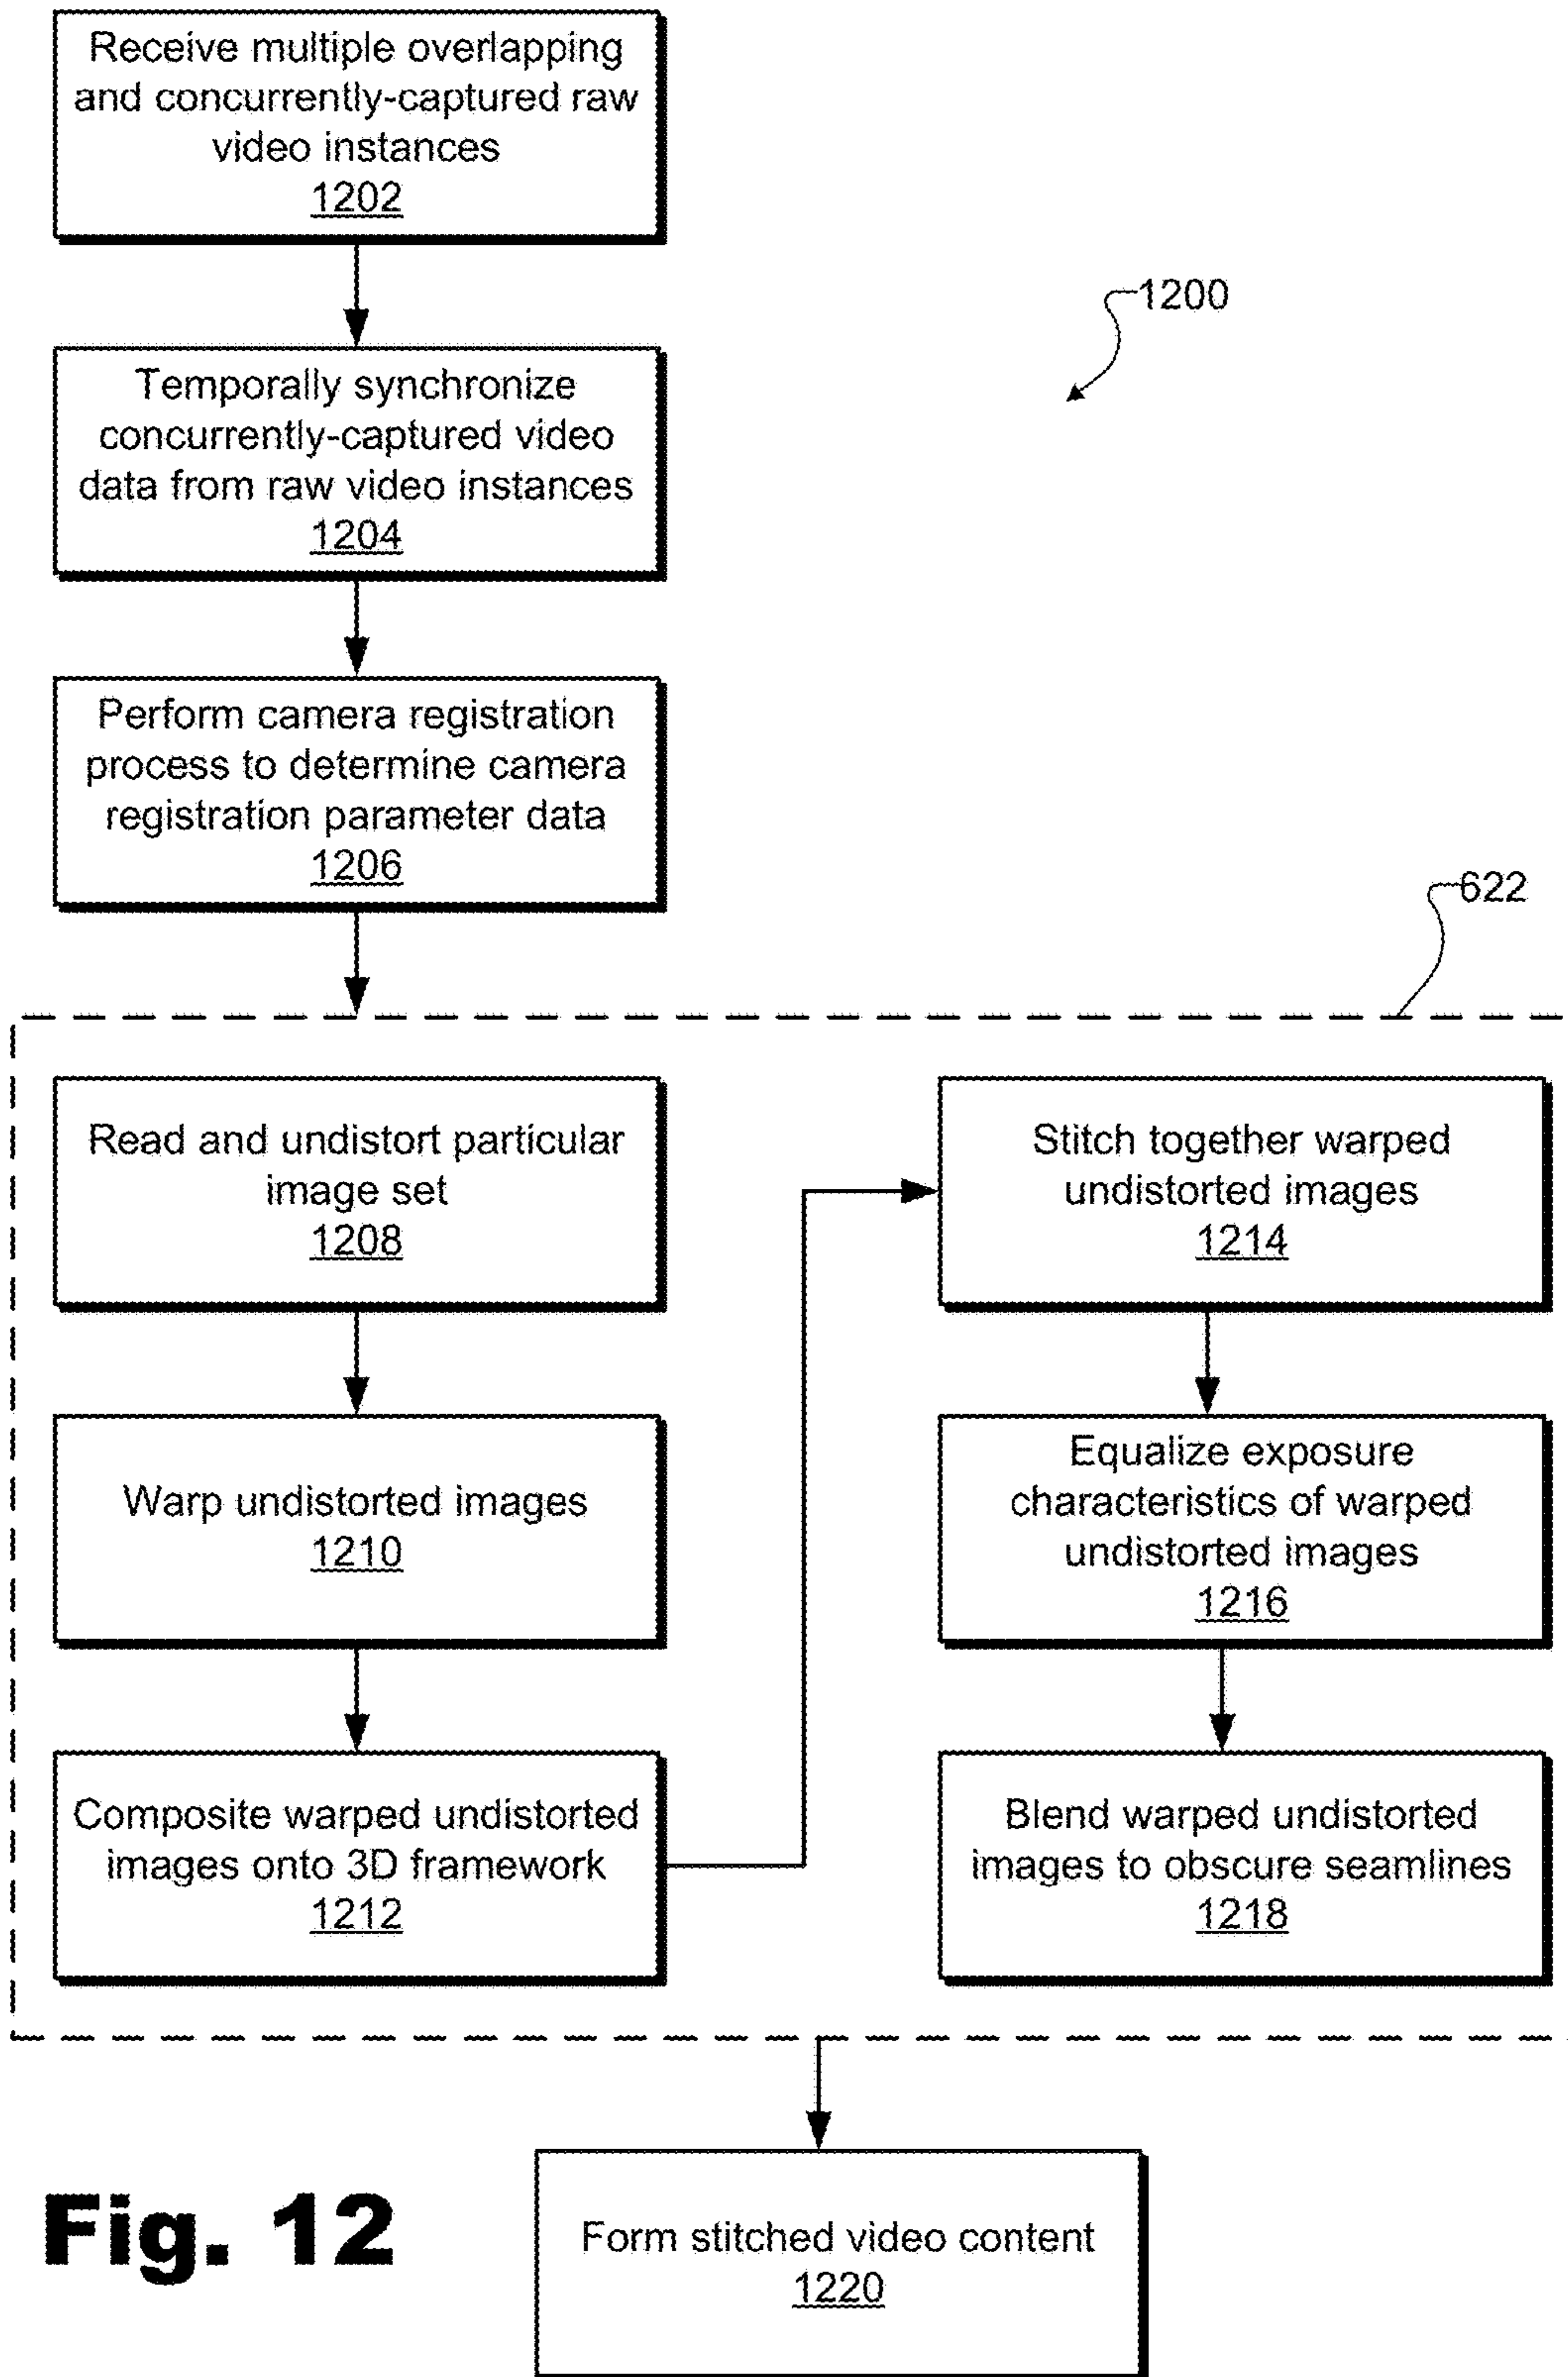 Receive multiple overlapping
and concurrently-captured raw
video instances
1202
1200
Temporally synchronize
concurrently-captured video
data from raw video instances
1204
Perform camera registration
process to determine camera
registration parameter data
1206
622
Read and undistort particular
image set
1208
Warp undistorted images
1210
Composite warped undistorted
images onto 3D framework
1212
Stitch together warped
undistorted images
1214
Equalize exposure
characteristics of warped
undistorted images
1216
Blend warped undistorted
images to obscure seamlines
1218
Form stitched video content
1220
Fig. 12